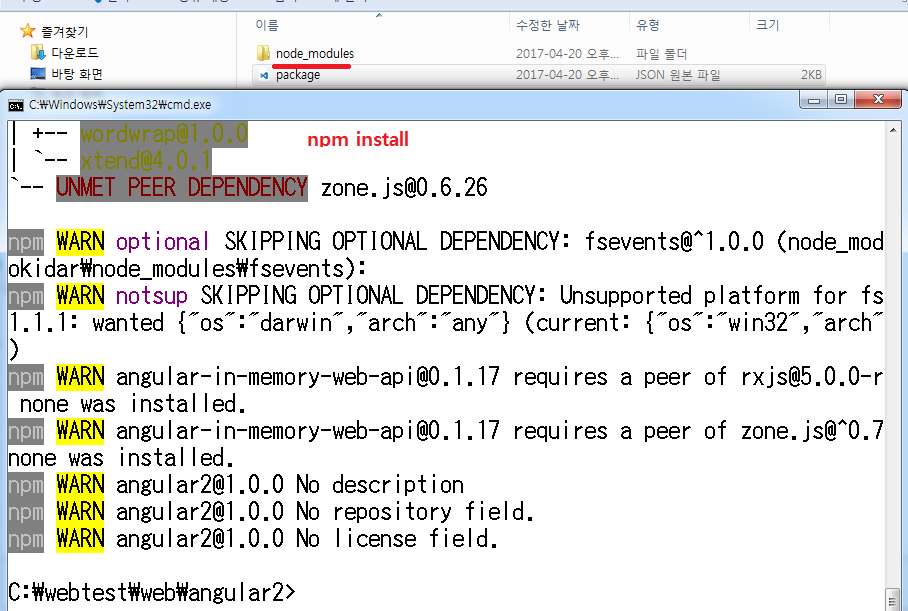 이름 수정한 날짜 유형 크기
즐겨찾기
다운로드
바탕 화면
node_modules 2017-04-20 오후... 파일 폴더
package 2017-04-20 오후... JSON 원본 파일 2KB
C:\Windows\System32\cmd.exe
| +-- wordwrap@1.0.0
npm install
| `-- xtend@4.0.1
`-- UNMET PEER DEPENDENCY zone.js@0.6.26
npm WARN optional SKIPPING OPTIONAL DEPENDENCY: fsevents@^1.0.0 (node_mod
okidar\node_modules\fsevents):
npm WARN notsup SKIPPING OPTIONAL DEPENDENCY: Unsupported platform for fs
1.1.1: wanted {"os":"darwin","arch":"any"} (current: {"os":"win32","arch"
)
npm WARN angular-in-memory-web-api@0.1.17 requires a peer of rxjs@5.0.0-r
none was installed.
npm WARN angular-in-memory-web-api@0.1.17 requires a peer of zone.js@^0.7
none was installed.
npm WARN angular2@1.0.0 No description
npm WARN angular2@1.0.0 No repository field.
npm WARN angular2@1.0.0 No license field.
C:\webtest\web\angular2>